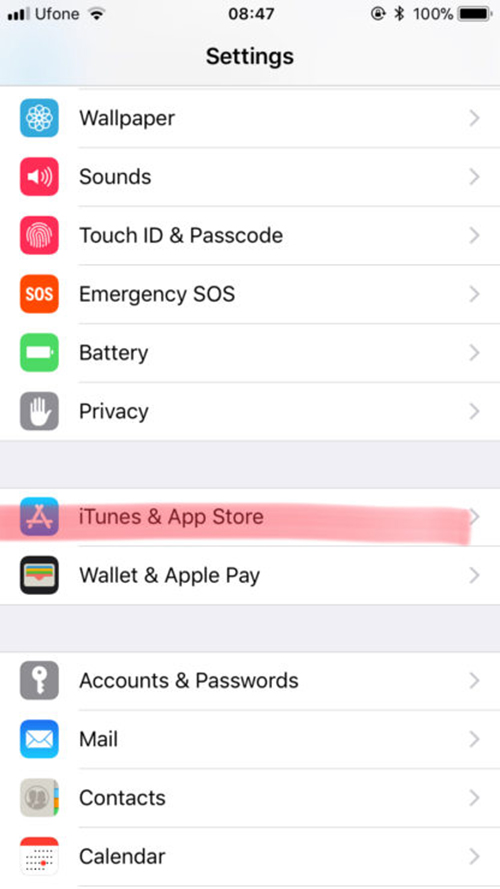 Ufone 08:47 100%
Settings
Wallpaper
Sounds
Touch ID & Passcode
SOS Emergency SOS
Battery
Privacy
iTunes & App Store
Wallet & Apple Pay
Accounts & Passwords
Mail
Contacts
Calendar